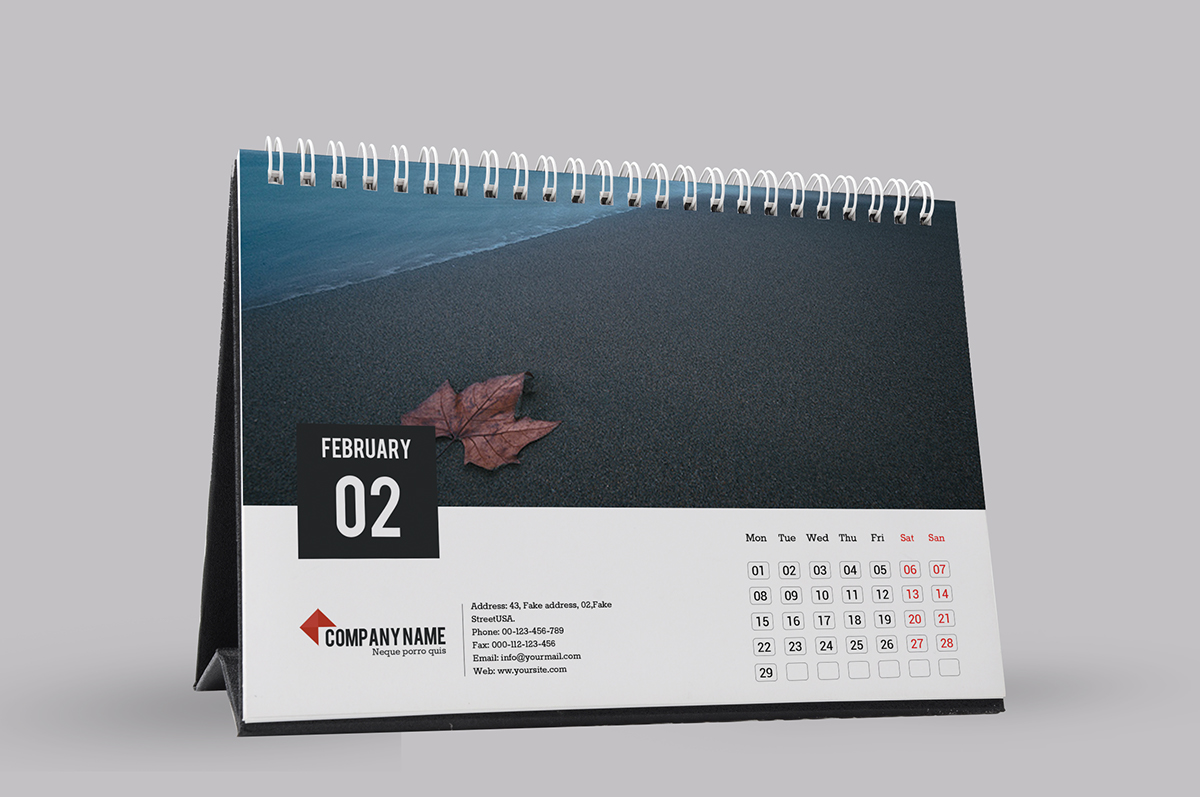 FEBRUARY
02
COMPANY NAME
Neque porro quis
Address: 43, Fake address, 02,Fake
StreetUSA.
Phone: 00-123-456-789
Fax: 000-112-123-456
Email: info@yourmail.com
Web: ww.yoursite.com
Mon Tue Wed Thu Fri Sat San
01 02 03 04 05 06 07
08 09 10 11 12 13 14
15 16 17 18 19 20 21
22 23 24 25 26 27 28
29